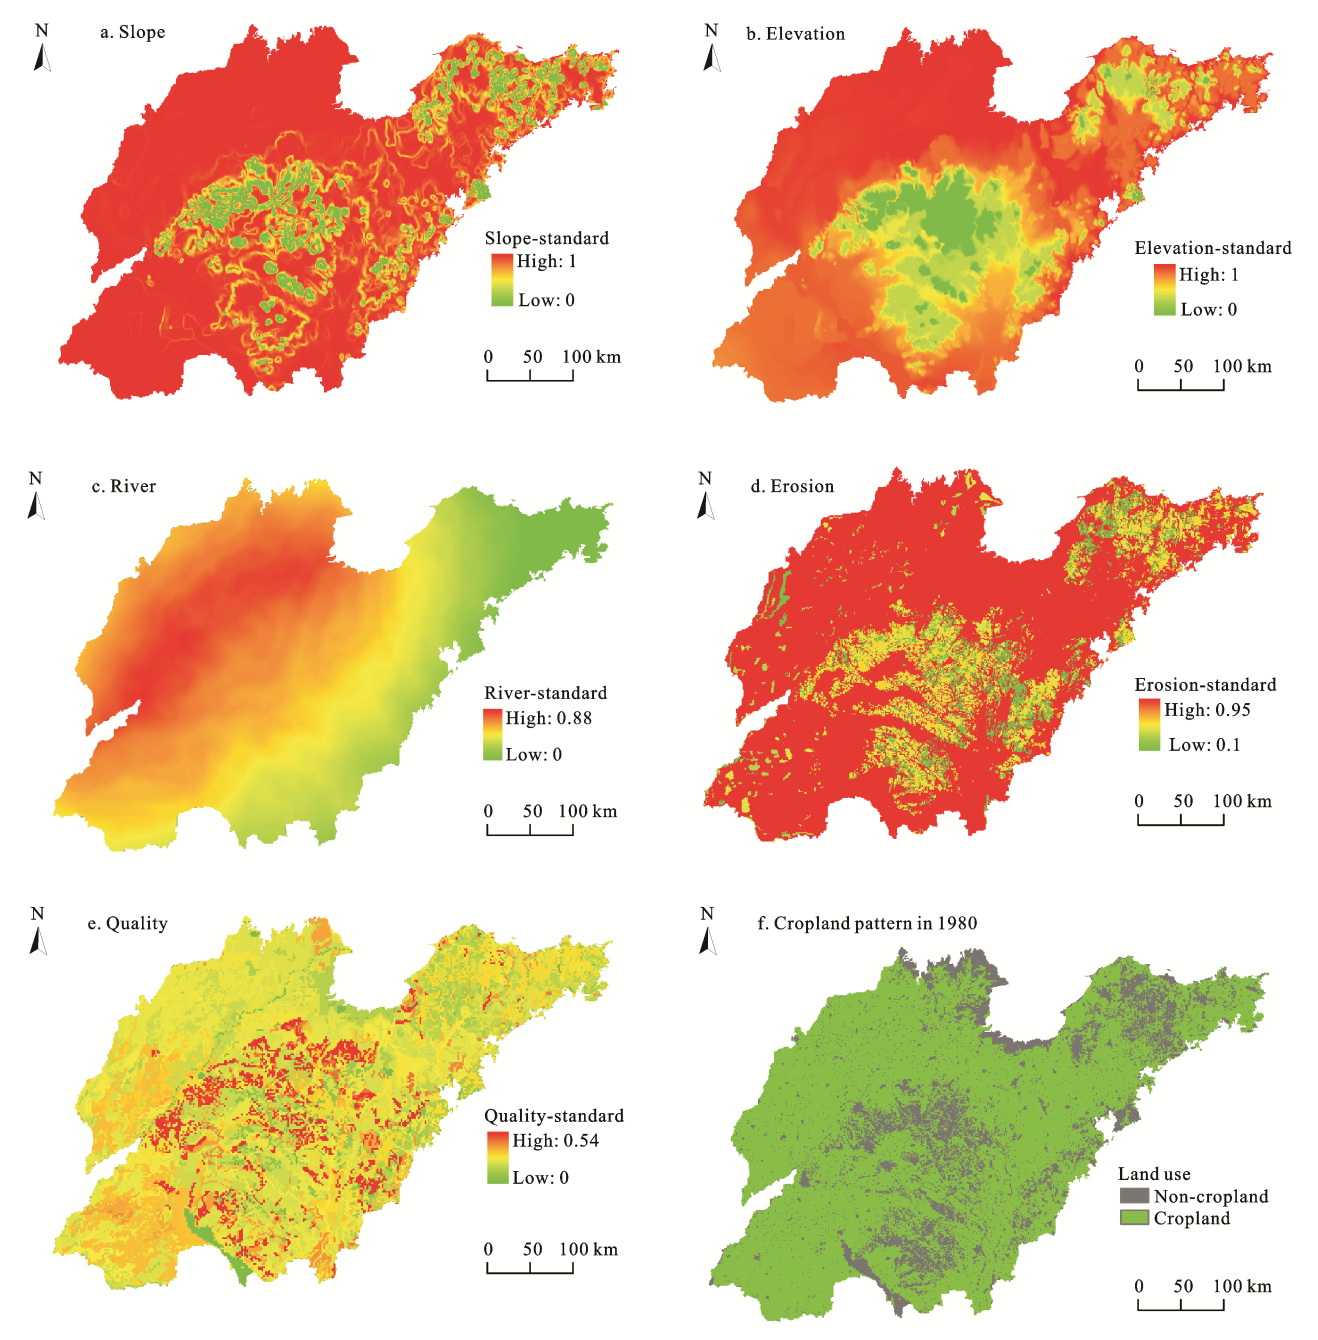 N
a. Slope
Slope-standard
High: 1
Low: 0
0 50 100 km
N
b. Elevation
Elevation-standard
High: 1
Low: 0
0 50 100 km
N
c. River
River-standard
High: 0.88
Low: 0
0 50 100 km
N
d. Erosion
Erosion-standard
High: 0.95
Low: 0.1
0 50 100 km
N
e. Quality
Quality-standard
High: 0.54
Low: 0
0 50 100 km
N
f. Cropland pattern in 1980
Land use
Non-cropland
Cropland
0 50 100 km